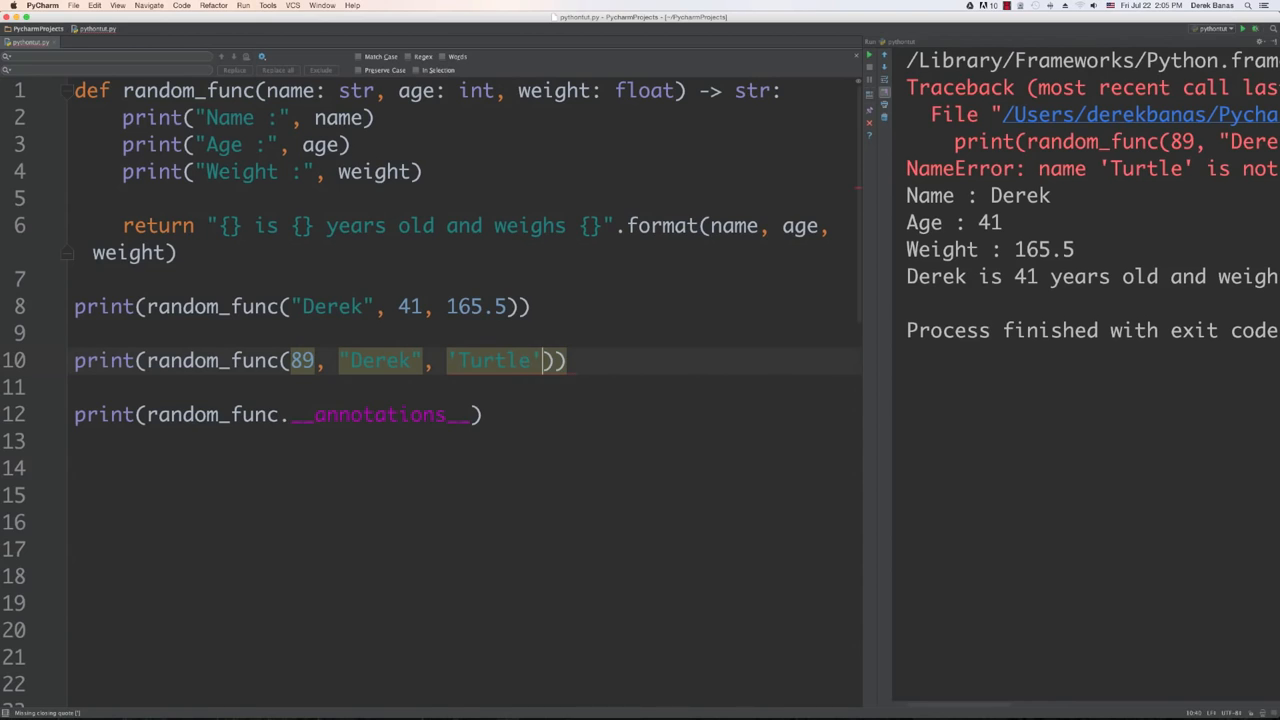 PyCharm File Edit View Navigate Code Refactor Run Tools VCS Window Help Fri Jul 22 2:05 PM Derek Banas
pythontut.py - PycharmProjects - [~/PycharmProjects]
PycharmProjects pythontut.py pythontut
pythontut.py Run pythontut
Match Case Regex Words
Replace Replace all Exclude Preserve Case In Selection
1 def random_func(name: str, age: int, weight: float) -> str:
2 print("Name :", name)
3 print("Age :", age)
4 print("Weight :", weight)
5
6 return "{} is {} years old and weighs {}".format(name, age,
weight)
7
8 print(random_func("Derek", 41, 165.5))
9
10 print(random_func(89, "Derek", 'Turtle'))
11
12 print(random_func.__annotations__)
13
14
15
16
17
18
19
20
21
22
/Library/Frameworks/Python.fram
Traceback (most recent call las
File "/Users/derekbanas/Pycha
print(random_func(89, "Dere
NameError: name 'Turtle' is not
Name : Derek
Age : 41
Weight : 165.5
Derek is 41 years old and weigh
Process finished with exit code
Missing closing quote [']
10:40 LF≑ UTF-8≑